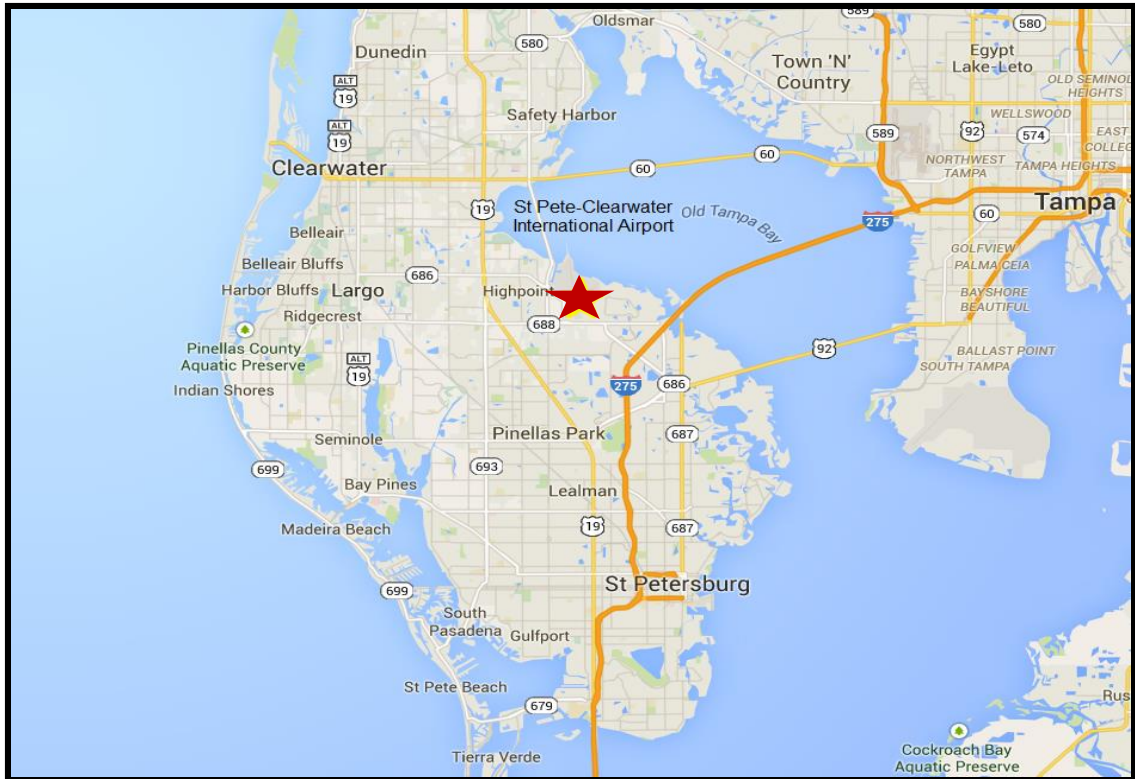 589
Oldsmar
580
580
Dunedin
Egypt
Lake-Leto
Town 'N'
Country
OLD SEMINOL
HEIGHTS
ALT
19
Safety Harbor
WELLSWOOD
ALT
19
589
92
574
EAST
COLLEG
60
60
NORTHWEST
TAMPA
TAMPA HEIGHTS
Clearwater
19
St Pete-Clearwater
International Airport
Old Tampa Bay
275
60
Tampa
Belleair
GOLFVIEW
PALMA CEIA
Belleair Bluffs
686
Harbor Bluffs
Largo
Highpoint
BAYSHORE
BEAUTIFUL
Ridgecrest
688
Pinellas County
Aquatic Preserve
ALT
19
92
BALLAST POINT
SOUTH TAMPA
Indian Shores
275
686
Seminole
Pinellas Park
687
699
693
Bay Pines
Lealman
Madeira Beach
19
687
699
St Petersburg
South
Pasadena
Gulfport
St Pete Beach
679
Tierra Verde
Rus
Cockroach Bay
Aquatic Preserve